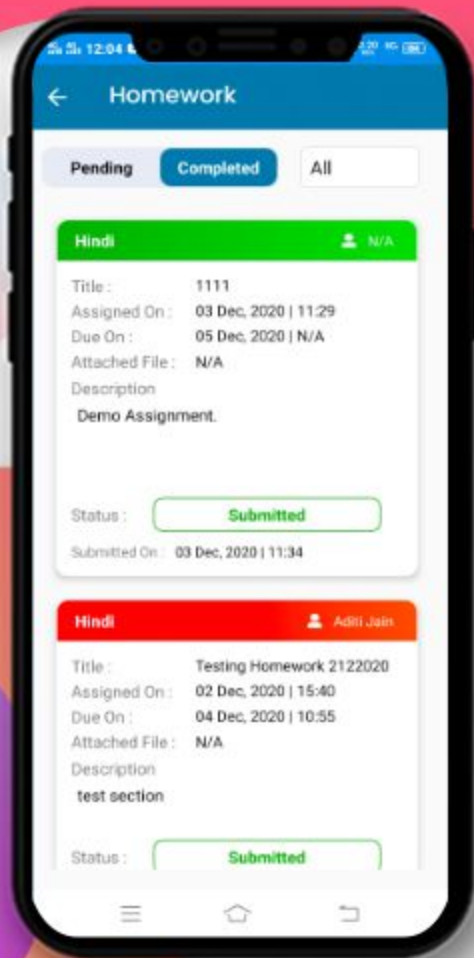 12:04
Homework
Pending Completed All
Hindi N/A
Title : 1111
Assigned On : 03 Dec, 2020 | 11:29
Due On : 05 Dec, 2020 | N/A
Attached File : N/A
Description
Demo Assignment.
Status : Submitted
Submitted On : 03 Dec, 2020 | 11:34
Hindi Aditi Jain
Title : Testing Homework 2122020
Assigned On : 02 Dec, 2020 | 15:40
Due On : 04 Dec, 2020 | 10:55
Attached File : N/A
Description
test section
Status : Submitted